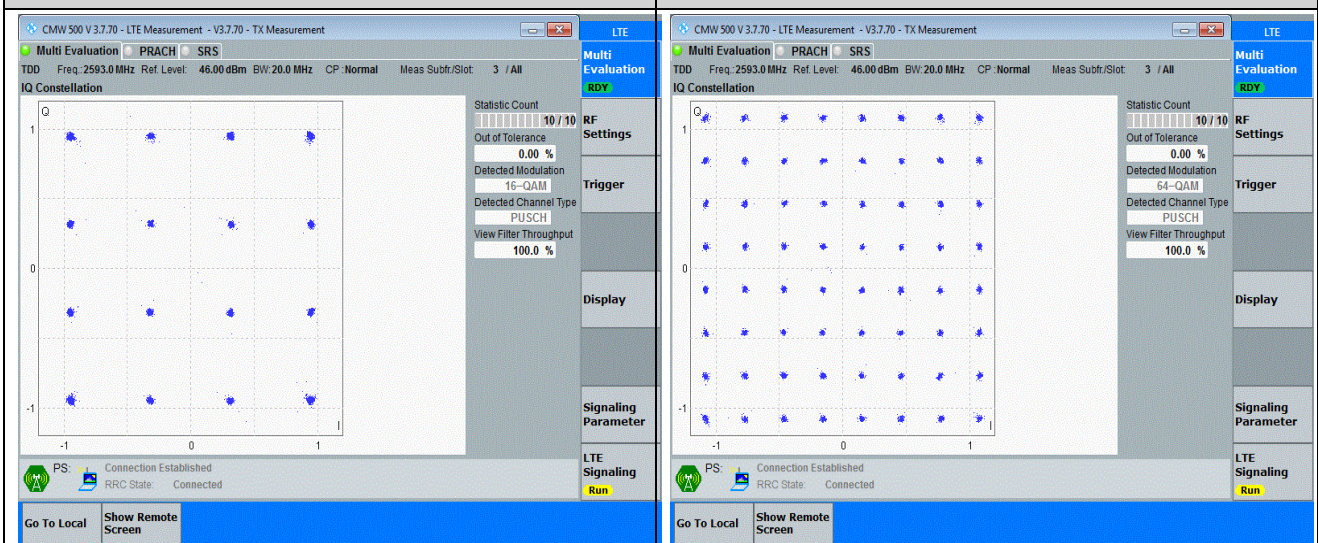 CMW 500 V 3.7.70 - LTE Measurement - V3.7.70 - TX Measurement
LTE
Multi Evaluation PRACH SRS
TDD Freq.:2593.0 MHz Ref. Level: 46.00 dBm BW:20.0 MHz CP :Normal Meas Subfr./Slot: 3 / All
IQ Constellation
Q
1
0
-1
-1 0 1
I
Statistic Count
10 / 10
Out of Tolerance
0.00 %
Detected Modulation
16-QAM
Detected Channel Type
PUSCH
View Filter Throughput
100.0 %
Multi
Evaluation
RDY
RF
Settings
Trigger
Display
Signaling
Parameter
LTE
Signaling
Run
PS: Connection Established
RRC State: Connected
Go To Local
Show Remote
Screen
CMW 500 V 3.7.70 - LTE Measurement - V3.7.70 - TX Measurement
LTE
Multi Evaluation PRACH SRS
TDD Freq.:2593.0 MHz Ref. Level: 46.00 dBm BW:20.0 MHz CP :Normal Meas Subfr./Slot: 3 / All
IQ Constellation
Q
1
0
-1
-1 0 1
I
Statistic Count
10 / 10
Out of Tolerance
0.00 %
Detected Modulation
64-QAM
Detected Channel Type
PUSCH
View Filter Throughput
100.0 %
Multi
Evaluation
RDY
RF
Settings
Trigger
Display
Signaling
Parameter
LTE
Signaling
Run
PS: Connection Established
RRC State: Connected
Go To Local
Show Remote
Screen